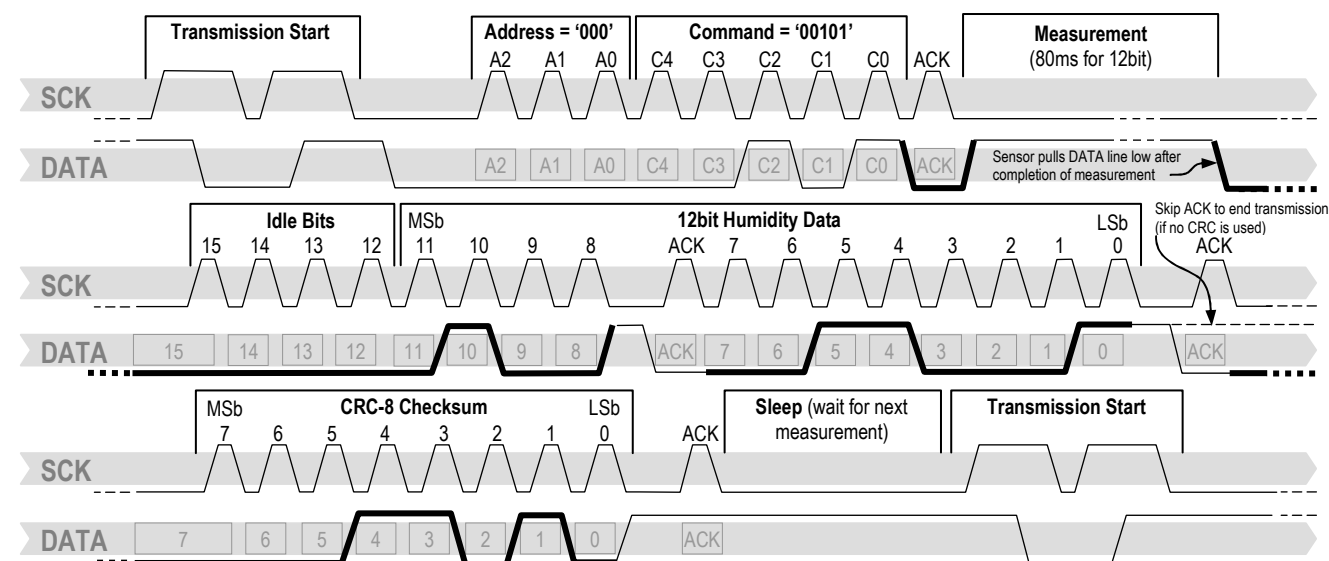 Transmission Start Address = ‘000’ Command = ‘00101’ Measurement
(80ms for 12bit)
A2 A1 A0 C4 C3 C2 C1 C0 ACK
SCK
DATA A2 A1 A0 C4 C3 C2 C1 C0 ACK
Sensor pulls DATA line low after
completion of measurement
Skip ACK to end transmission
(if no CRC is used)
Idle Bits MSb 12bit Humidity Data LSb
15 14 13 12 11 10 9 8 ACK 7 6 5 4 3 2 1 0 ACK
SCK
DATA 15 14 13 12 11 10 9 8 ACK 7 6 5 4 3 2 1 0 ACK
MSb CRC-8 Checksum LSb Sleep (wait for next
measurement)
Transmission Start
7 6 5 4 3 2 1 0 ACK
SCK
DATA 7 6 5 4 3 2 1 0 ACK